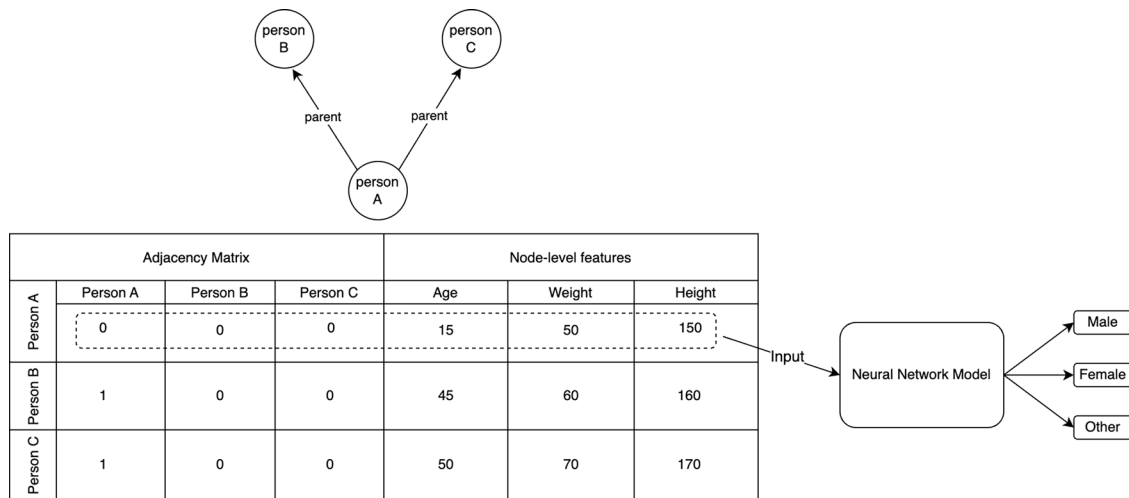 person
B
person
C
parent
parent
person
A
Adjacency Matrix
Node-level features
Person A
Person B
Person C
Age
Weight
Height
Person A
0
0
0
15
50
150
Input
Neural Network Model
Male
Female
Other
Person B
1
0
0
45
60
160
Person C
1
0
0
50
70
170